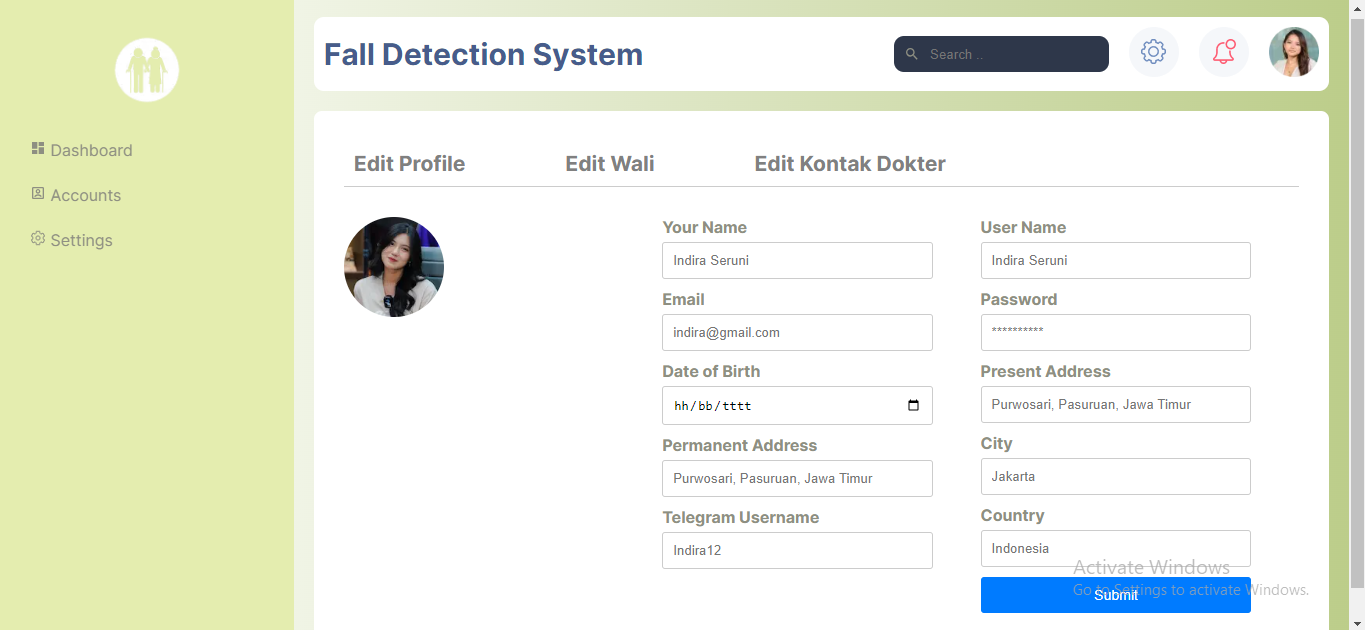 Fall Detection System
Search ..
Dashboard
Accounts
Settings
Edit Profile
Edit Wali
Edit Kontak Dokter
Your Name
Indira Seruni
User Name
Indira Seruni
Email
indira@gmail.com
Password
**********
Date of Birth
hh/bb/tttt
Present Address
Purwosari, Pasuruan, Jawa Timur
Permanent Address
Purwosari, Pasuruan, Jawa Timur
City
Jakarta
Telegram Username
Indira12
Country
Indonesia
Activate Windows
Go to Settings to activate Windows.
Submit